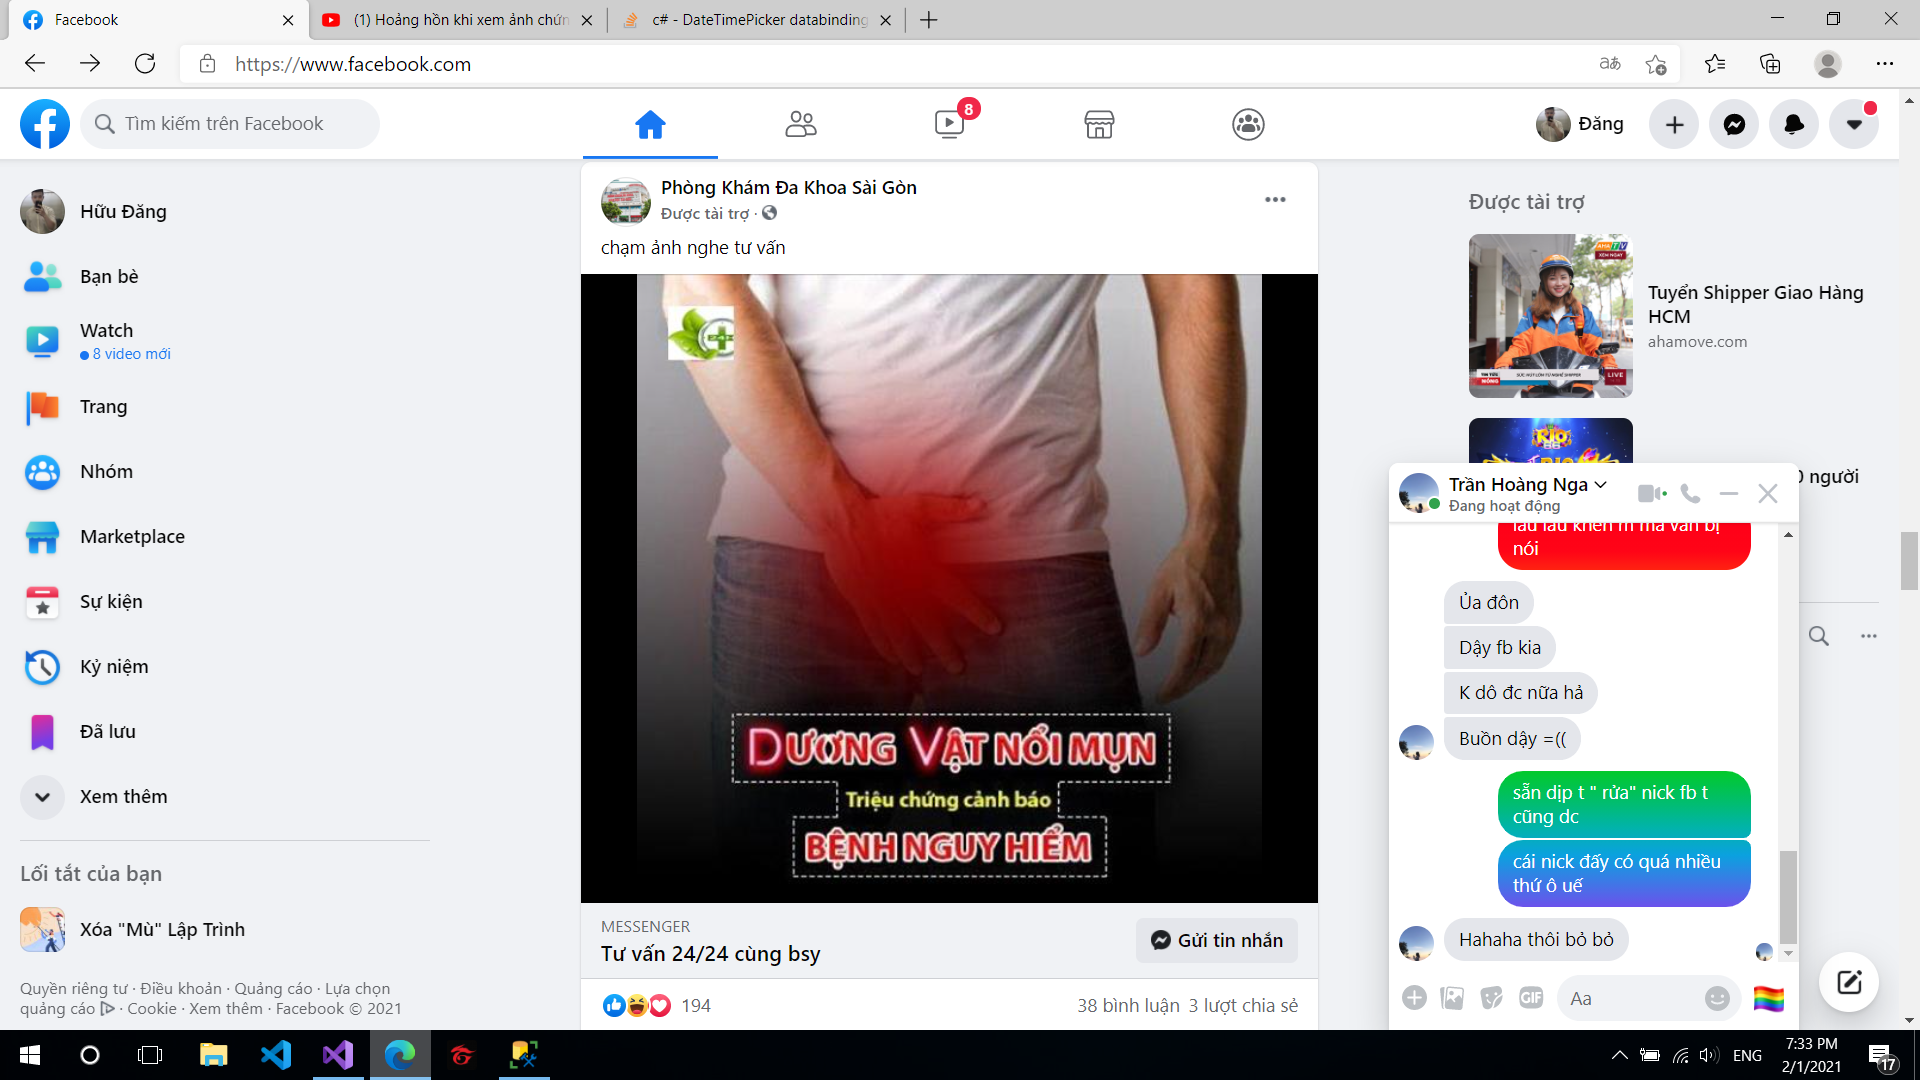 Facebook
(1) Hoảng hồn khi xem ảnh chứn
c# - DateTimePicker databinding
https://www.facebook.com
Tìm kiếm trên Facebook
8
Đăng
Hữu Đăng
Bạn bè
Watch
8 video mới
Trang
Nhóm
Marketplace
Sự kiện
Kỷ niệm
Đã lưu
Xem thêm
Lối tắt của bạn
Xóa "Mù" Lập Trình
Quyền riêng tư · Điều khoản · Quảng cáo · Lựa chọn
quảng cáo · Cookie · Xem thêm · Facebook © 2021
Phòng Khám Đa Khoa Sài Gòn
Được tài trợ ·
chạm ảnh nghe tư vấn
DƯƠNG VẬT NỔI MỤN
Triệu chứng cảnh báo
BỆNH NGUY HIỂM
MESSENGER
Tư vấn 24/24 cùng bsy
Gửi tin nhắn
194
38 bình luận 3 lượt chia sẻ
Được tài trợ
XEM NGAY
LIVE
Tuyển Shipper Giao Hàng
HCM
ahamove.com
RIO
người
Trần Hoàng Nga
Đang hoạt động
lâu lâu khen m mà vẫn bị
nói
Ủa đôn
Dậy fb kia
K dô đc nữa hả
Buồn dậy =((
sẵn dịp t " rửa" nick fb t
cũng dc
cái nick đấy có quá nhiều
thứ ô uế
Hahaha thôi bỏ bỏ
GIF
Aa
ENG
7:33 PM
2/1/2021
17